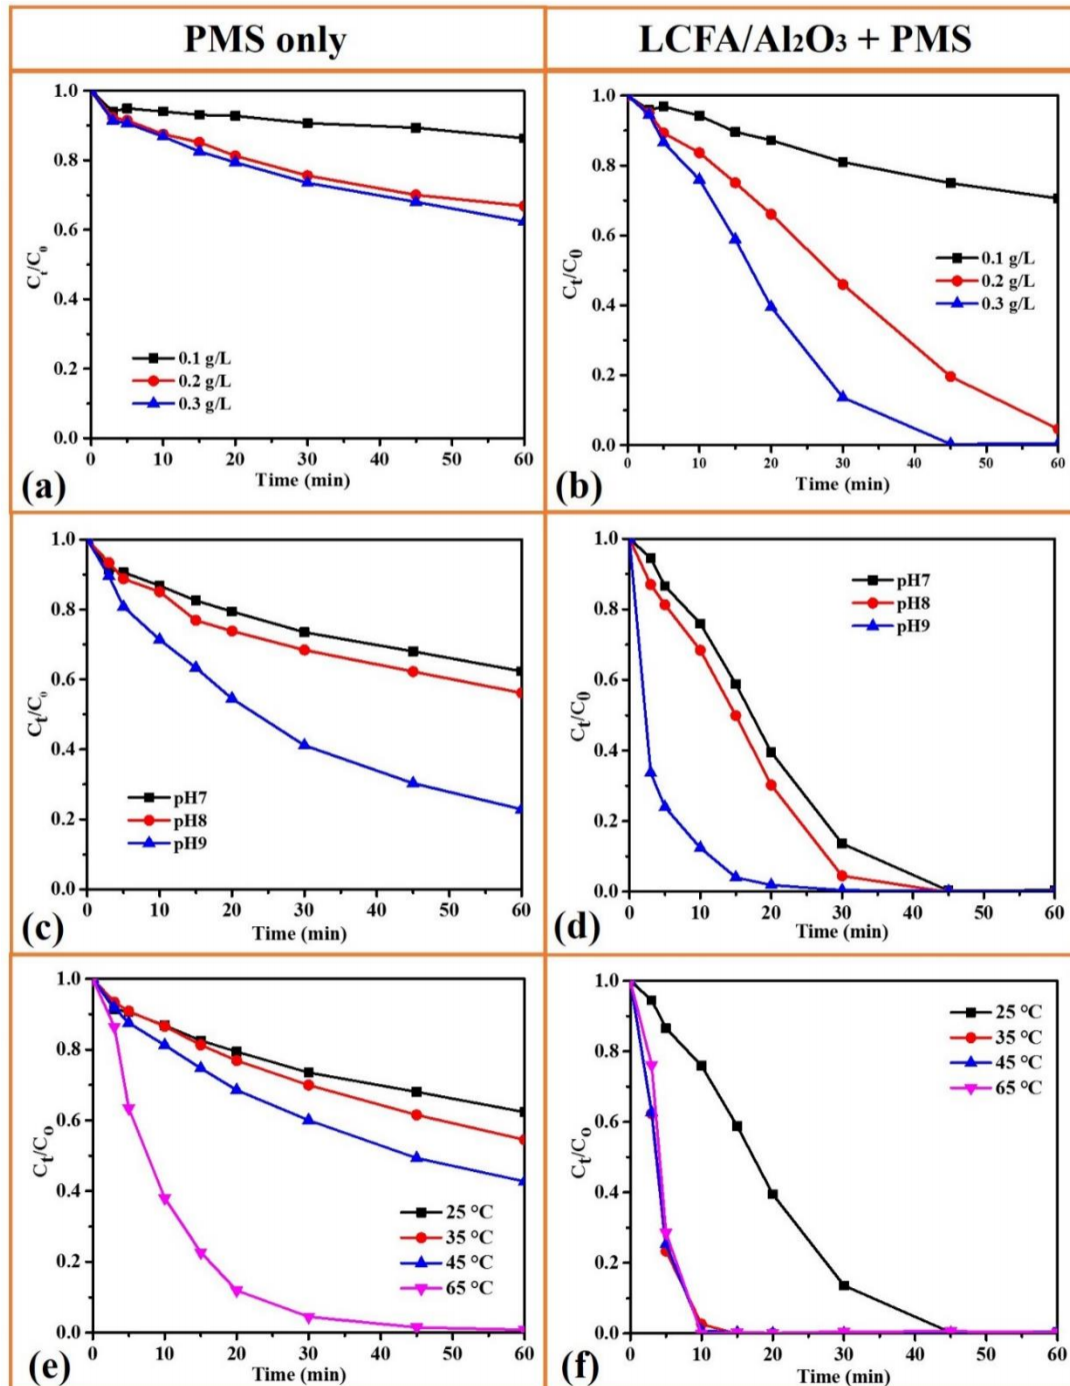 PMS only
LCFA/Al₂O₃ + PMS
1.0
0.8
0.6
0.4
0.2
0.0
Cₜ/C₀
0.1 g/L
0.2 g/L
0.3 g/L
0 10 20 30 40 50 60
Time (min)
(a)
1.0
0.8
0.6
0.4
0.2
0.0
Cₜ/C₀
0.1 g/L
0.2 g/L
0.3 g/L
0 10 20 30 40 50 60
Time (min)
(b)
1.0
0.8
0.6
0.4
0.2
0.0
Cₜ/C₀
pH7
pH8
pH9
0 10 20 30 40 50 60
Time (min)
(c)
1.0
0.8
0.6
0.4
0.2
0.0
Cₜ/C₀
pH7
pH8
pH9
0 10 20 30 40 50 60
Time (min)
(d)
1.0
0.8
0.6
0.4
0.2
0.0
Cₜ/C₀
25 °C
35 °C
45 °C
65 °C
0 10 20 30 40 50 60
Time (min)
(e)
1.0
0.8
0.6
0.4
0.2
0.0
Cₜ/C₀
25 °C
35 °C
45 °C
65 °C
0 10 20 30 40 50 60
Time (min)
(f)